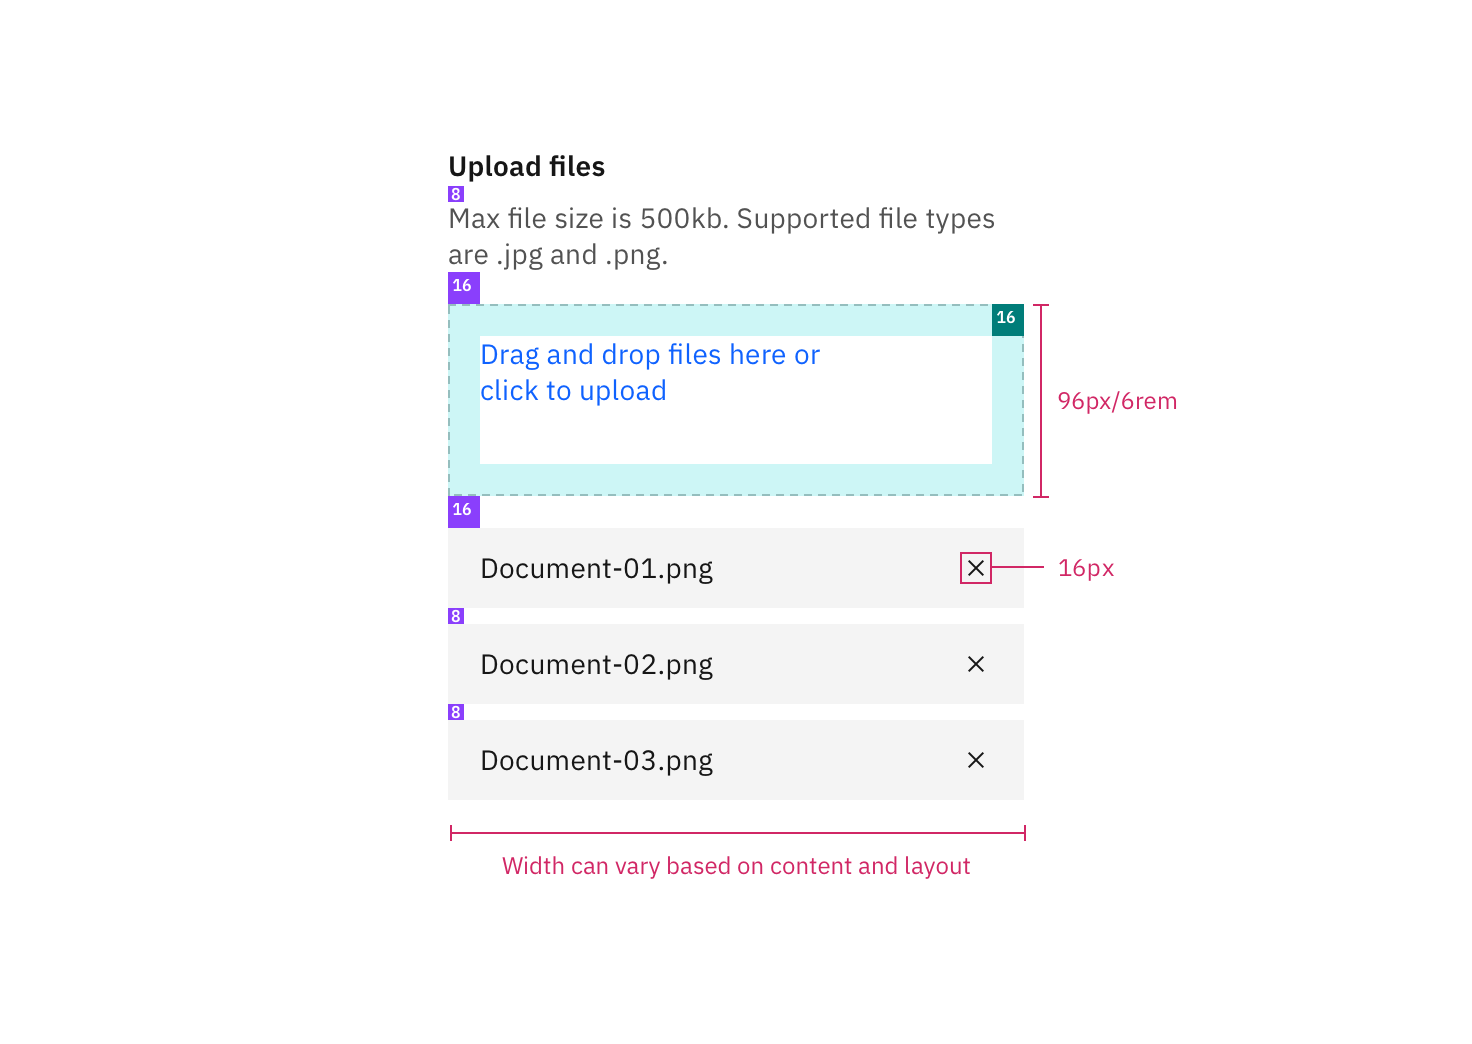 Upload files
8
Max file size is 500kb. Supported file types
are .jpg and .png.
16
16
Drag and drop files here or
click to upload
96px/6rem
16
Document-01.png
16px
8
Document-02.png
8
Document-03.png
Width can vary based on content and layout